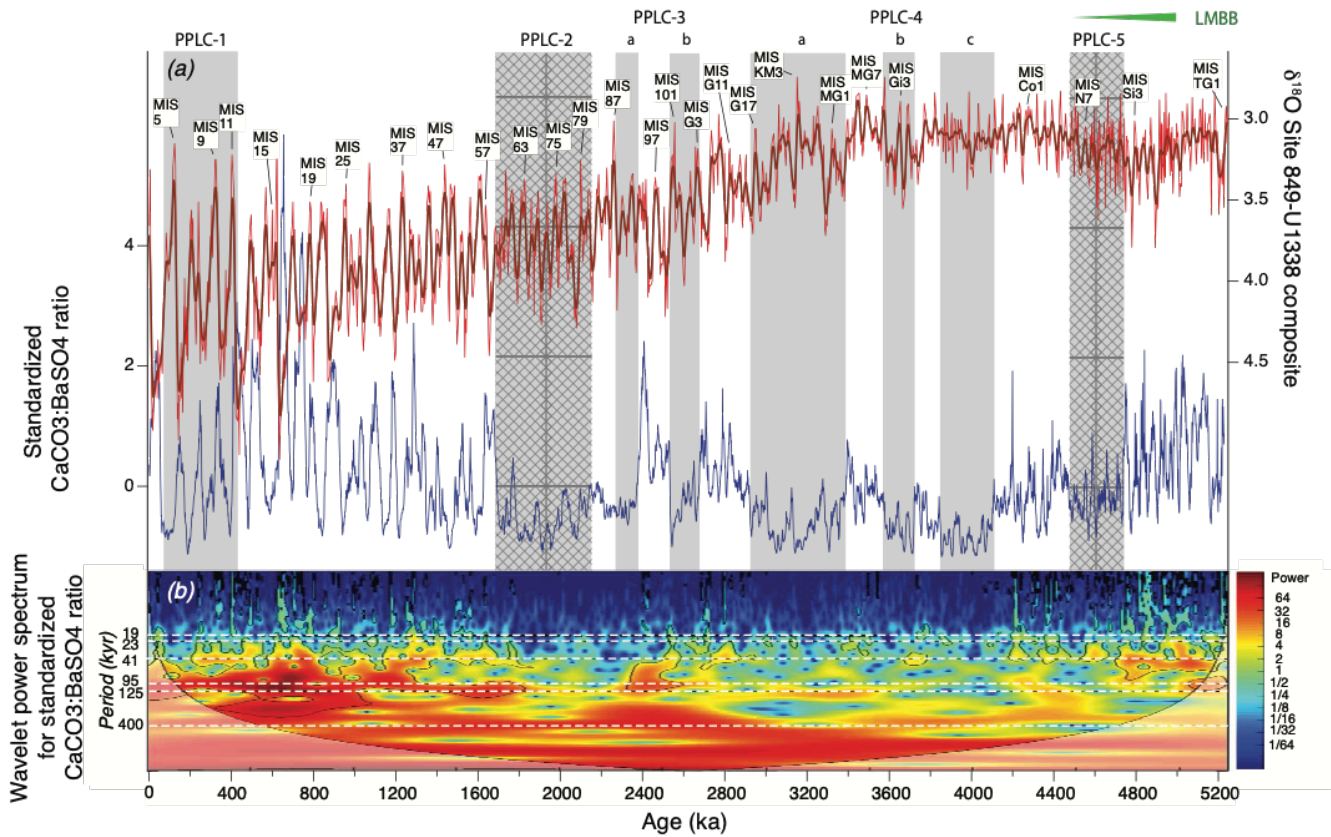 PPLC-3
PPLC-4
LMBB
PPLC-1
PPLC-2
a
b
a
b
c
PPLC-5
(a)
MIS
5
MIS
9
MIS
11
MIS
15
MIS
19
MIS
25
MIS
37
MIS
47
MIS
57
MIS
63
MIS
75
MIS
79
MIS
87
MIS
97
MIS
101
MIS
G3
MIS
G11
MIS
G17
MIS
KM3
MIS
MG1
MIS
MG7
MIS
Gi3
MIS
Co1
MIS
N7
MIS
Si3
MIS
TG1
Standardized
CaCO3:BaSO4 ratio
4
2
0
3.0
3.5
4.0
4.5
δ18O Site 849-U1338 composite
(b)
Wavelet power spectrum
for standardized
CaCO3:BaSO4 ratio
Period (kyr)
19
23
41
95
125
400
Power
64
32
16
8
4
2
1
1/2
1/4
1/8
1/16
1/32
1/64
0 400 800 1200 1600 2000 2400 2800 3200 3600 4000 4400 4800 5200
Age (ka)